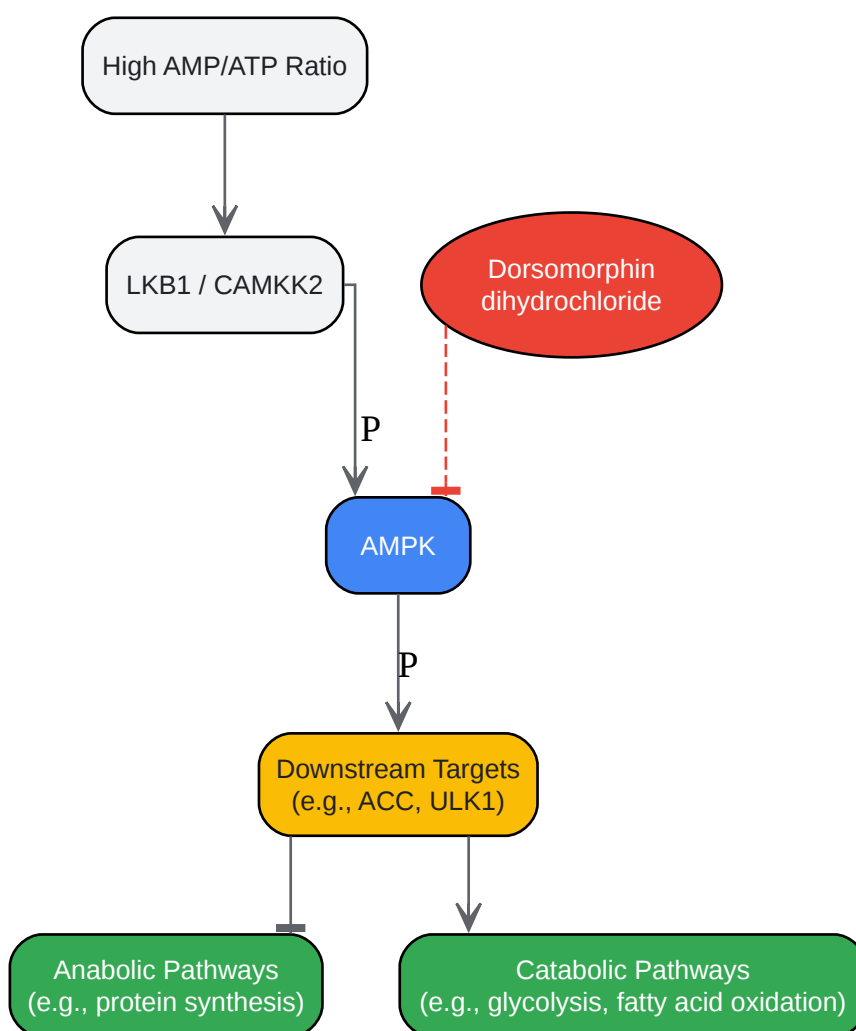 High AMP/ATP Ratio
LKB1 / CAMKK2
Dorsomorphin
dihydrochloride
P
AMPK
P
Downstream Targets
(e.g., ACC, ULK1)
Anabolic Pathways
(e.g., protein synthesis)
Catabolic Pathways
(e.g., glycolysis, fatty acid oxidation)